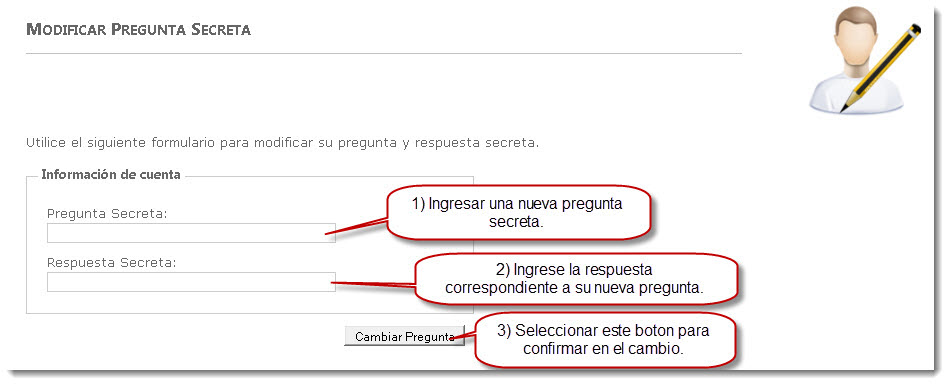 MODIFICAR PREGUNTA SECRETA
Utilice el siguiente formulario para modificar su pregunta y respuesta secreta.
Información de cuenta
Pregunta Secreta:
1) Ingresar una nueva pregunta
secreta.
Respuesta Secreta:
2) Ingrese la respuesta
correspondiente a su nueva pregunta.
Cambiar Pregunta
3) Seleccionar este boton para
confirmar en el cambio.